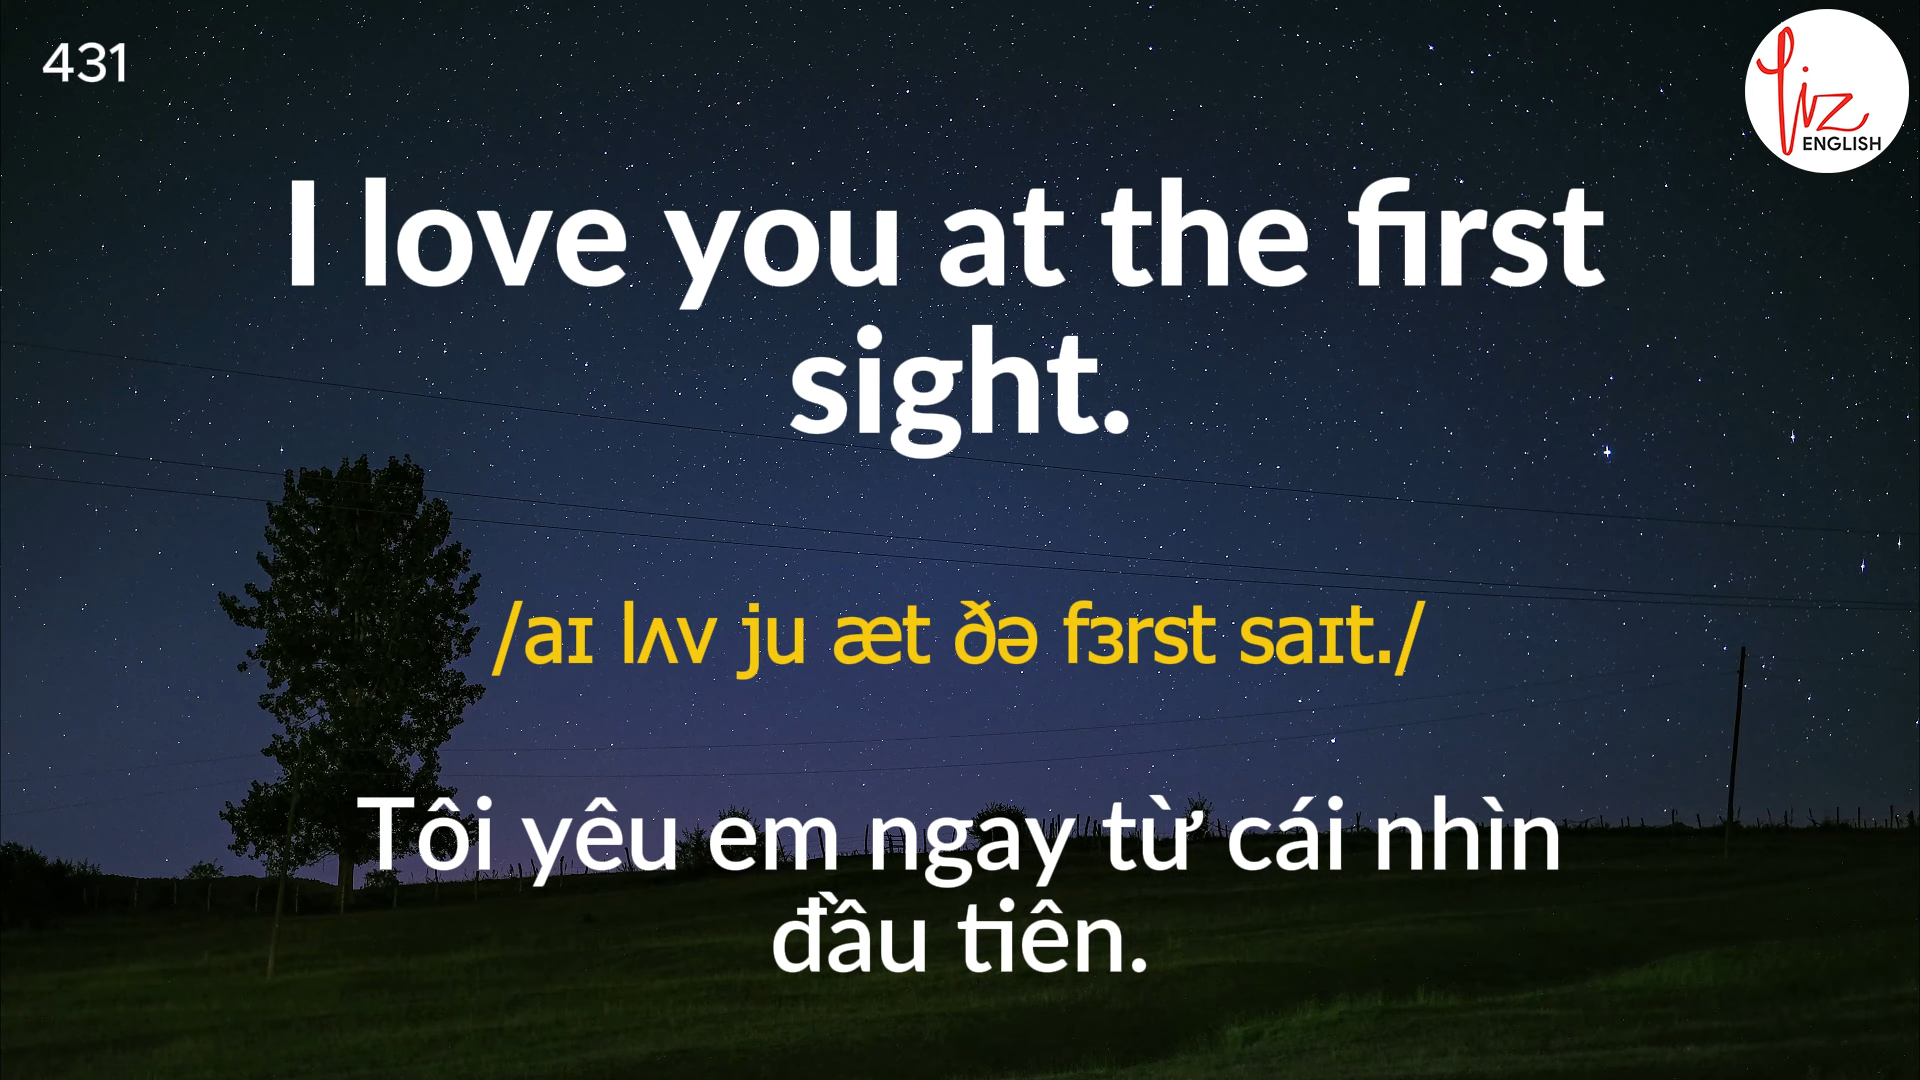 431
Liz
ENGLISH
I love you at the first
sight.
/aɪ lʌv ju æt ðə fɜrst saɪt./
Tôi yêu em ngay từ cái nhìn
đầu tiên.